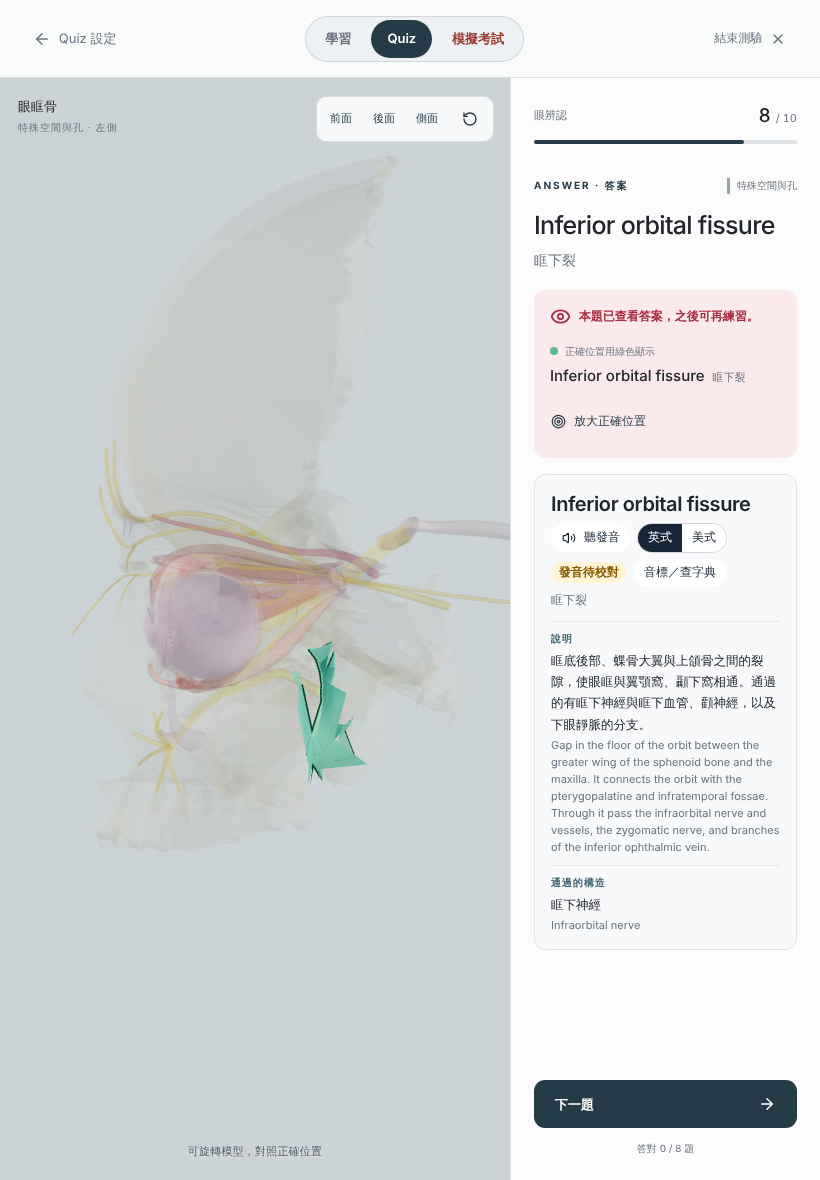 Quiz 設定
學習
Quiz
模擬考試
結束測驗
眼眶骨
特殊空間與孔 · 左側
前面
後面
側面
眼辨認
8 / 10
ANSWER · 答案
特殊空間與孔
Inferior orbital fissure
眶下裂
本題已查看答案，之後可再練習。
正確位置用綠色顯示
Inferior orbital fissure 眶下裂
放大正確位置
Inferior orbital fissure
聽發音
英式
美式
發音待校對
音標／查字典
眶下裂
說明
眶底後部、蝶骨大翼與上頜骨之間的裂
隙，使眼眶與翼顎窩、顳下窩相通。通過
的有眶下神經與眶下血管、顴神經，以及
下眼靜脈的分支。
Gap in the floor of the orbit between the
greater wing of the sphenoid bone and the
maxilla. It connects the orbit with the
pterygopalatine and infratemporal fossae.
Through it pass the infraorbital nerve and
vessels, the zygomatic nerve, and branches
of the inferior ophthalmic vein.
通過的構造
眶下神經
Infraorbital nerve
下一題
答對 0 / 8 題
可旋轉模型，對照正確位置